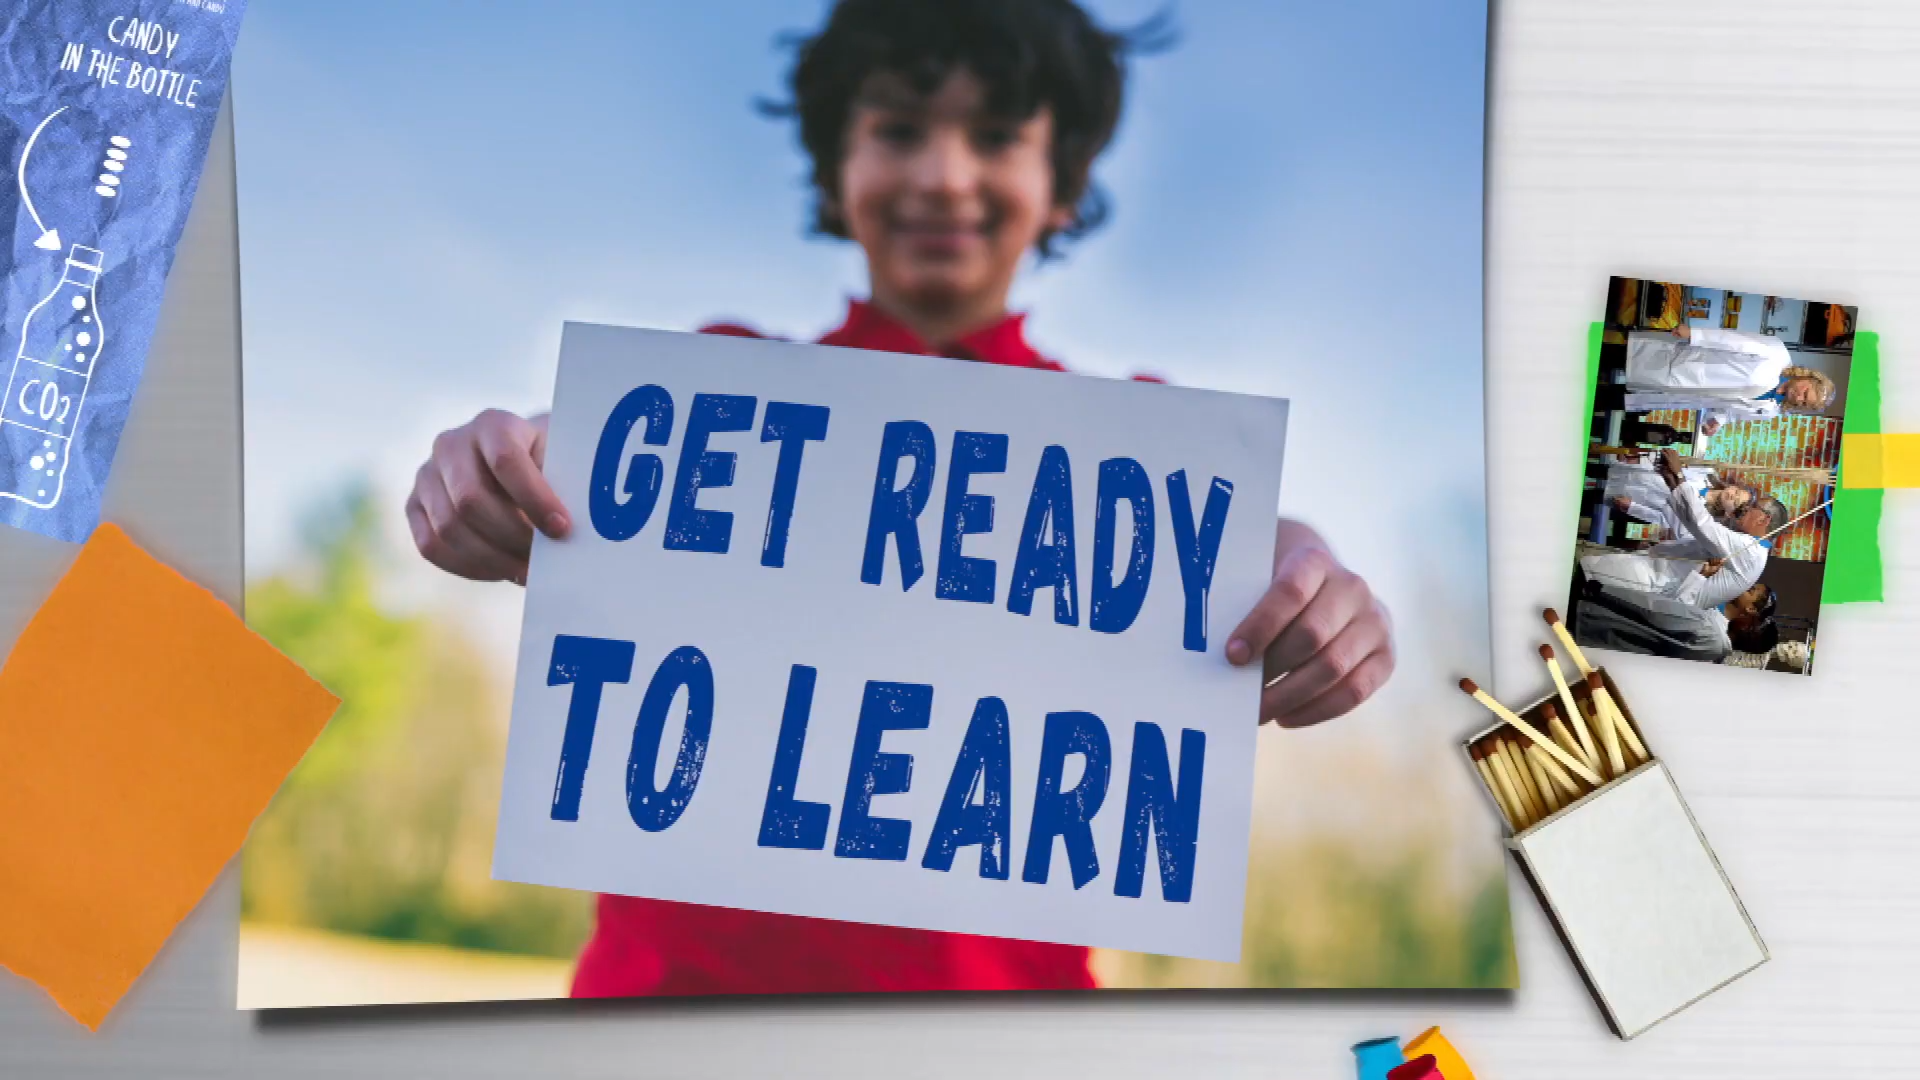 CANDY
IN THE BOTTLE
CO2
GET READY
TO LEARN